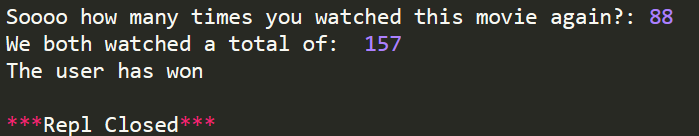 Soooo how many times you watched this movie again?: 88
We both watched a total of:  157
The user has won
***Repl Closed***